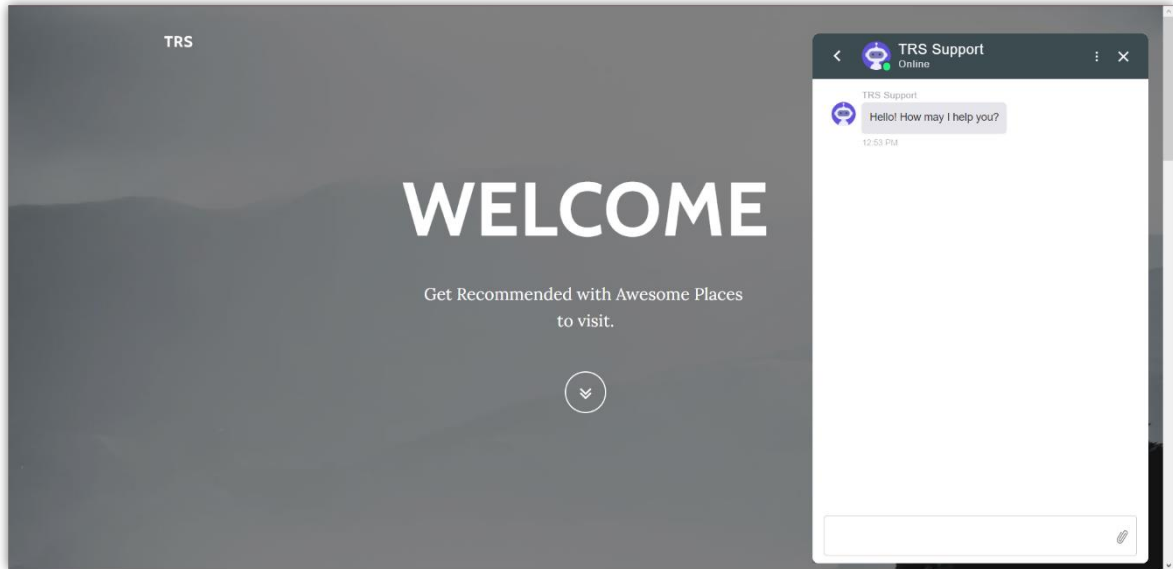 TRS
WELCOME
Get Recommended with Awesome Places
to visit.
TRS Support
Online
TRS Support
Hello! How may I help you?
12:53 PM